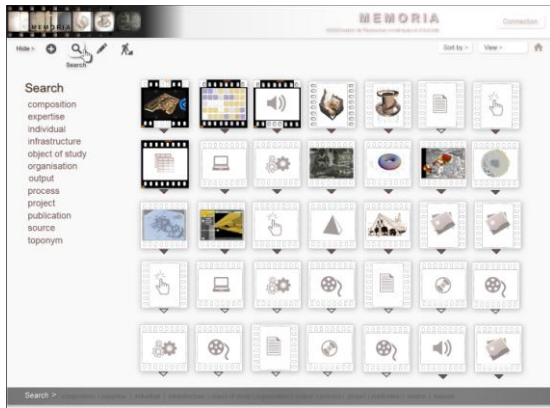 MEMORIA
MEMORIA
Connection
Hide >
Sort by >
View >
Search
Search
composition
expertise
individual
infrastructure
object of study
organisation
output
process
project
publication
source
toponym
Search >